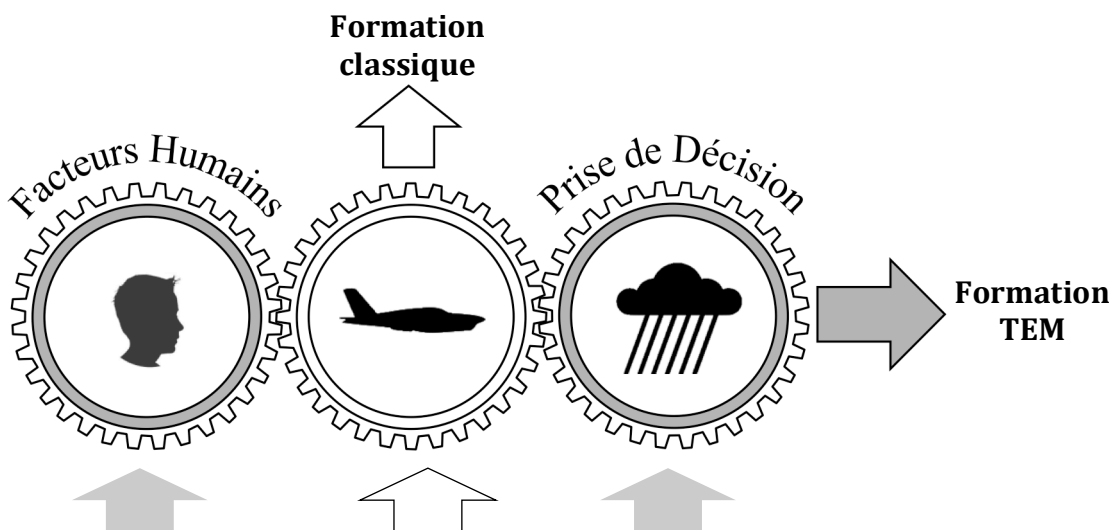 Formation
classique
Facteurs Humains
Prise de Décision
Formation
TEM